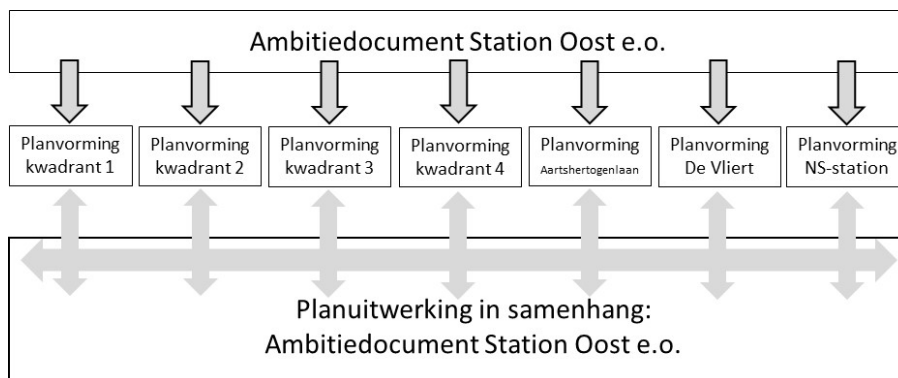 Ambitiedocument Station Oost e.o.
Planvorming
kwadrant 1
Planvorming
kwadrant 2
Planvorming
kwadrant 3
Planvorming
kwadrant 4
Planvorming
Aartshertogenlaan
Planvorming
De Vliert
Planvorming
NS-station
Planuitwerking in samenhang:
Ambitiedocument Station Oost e.o.